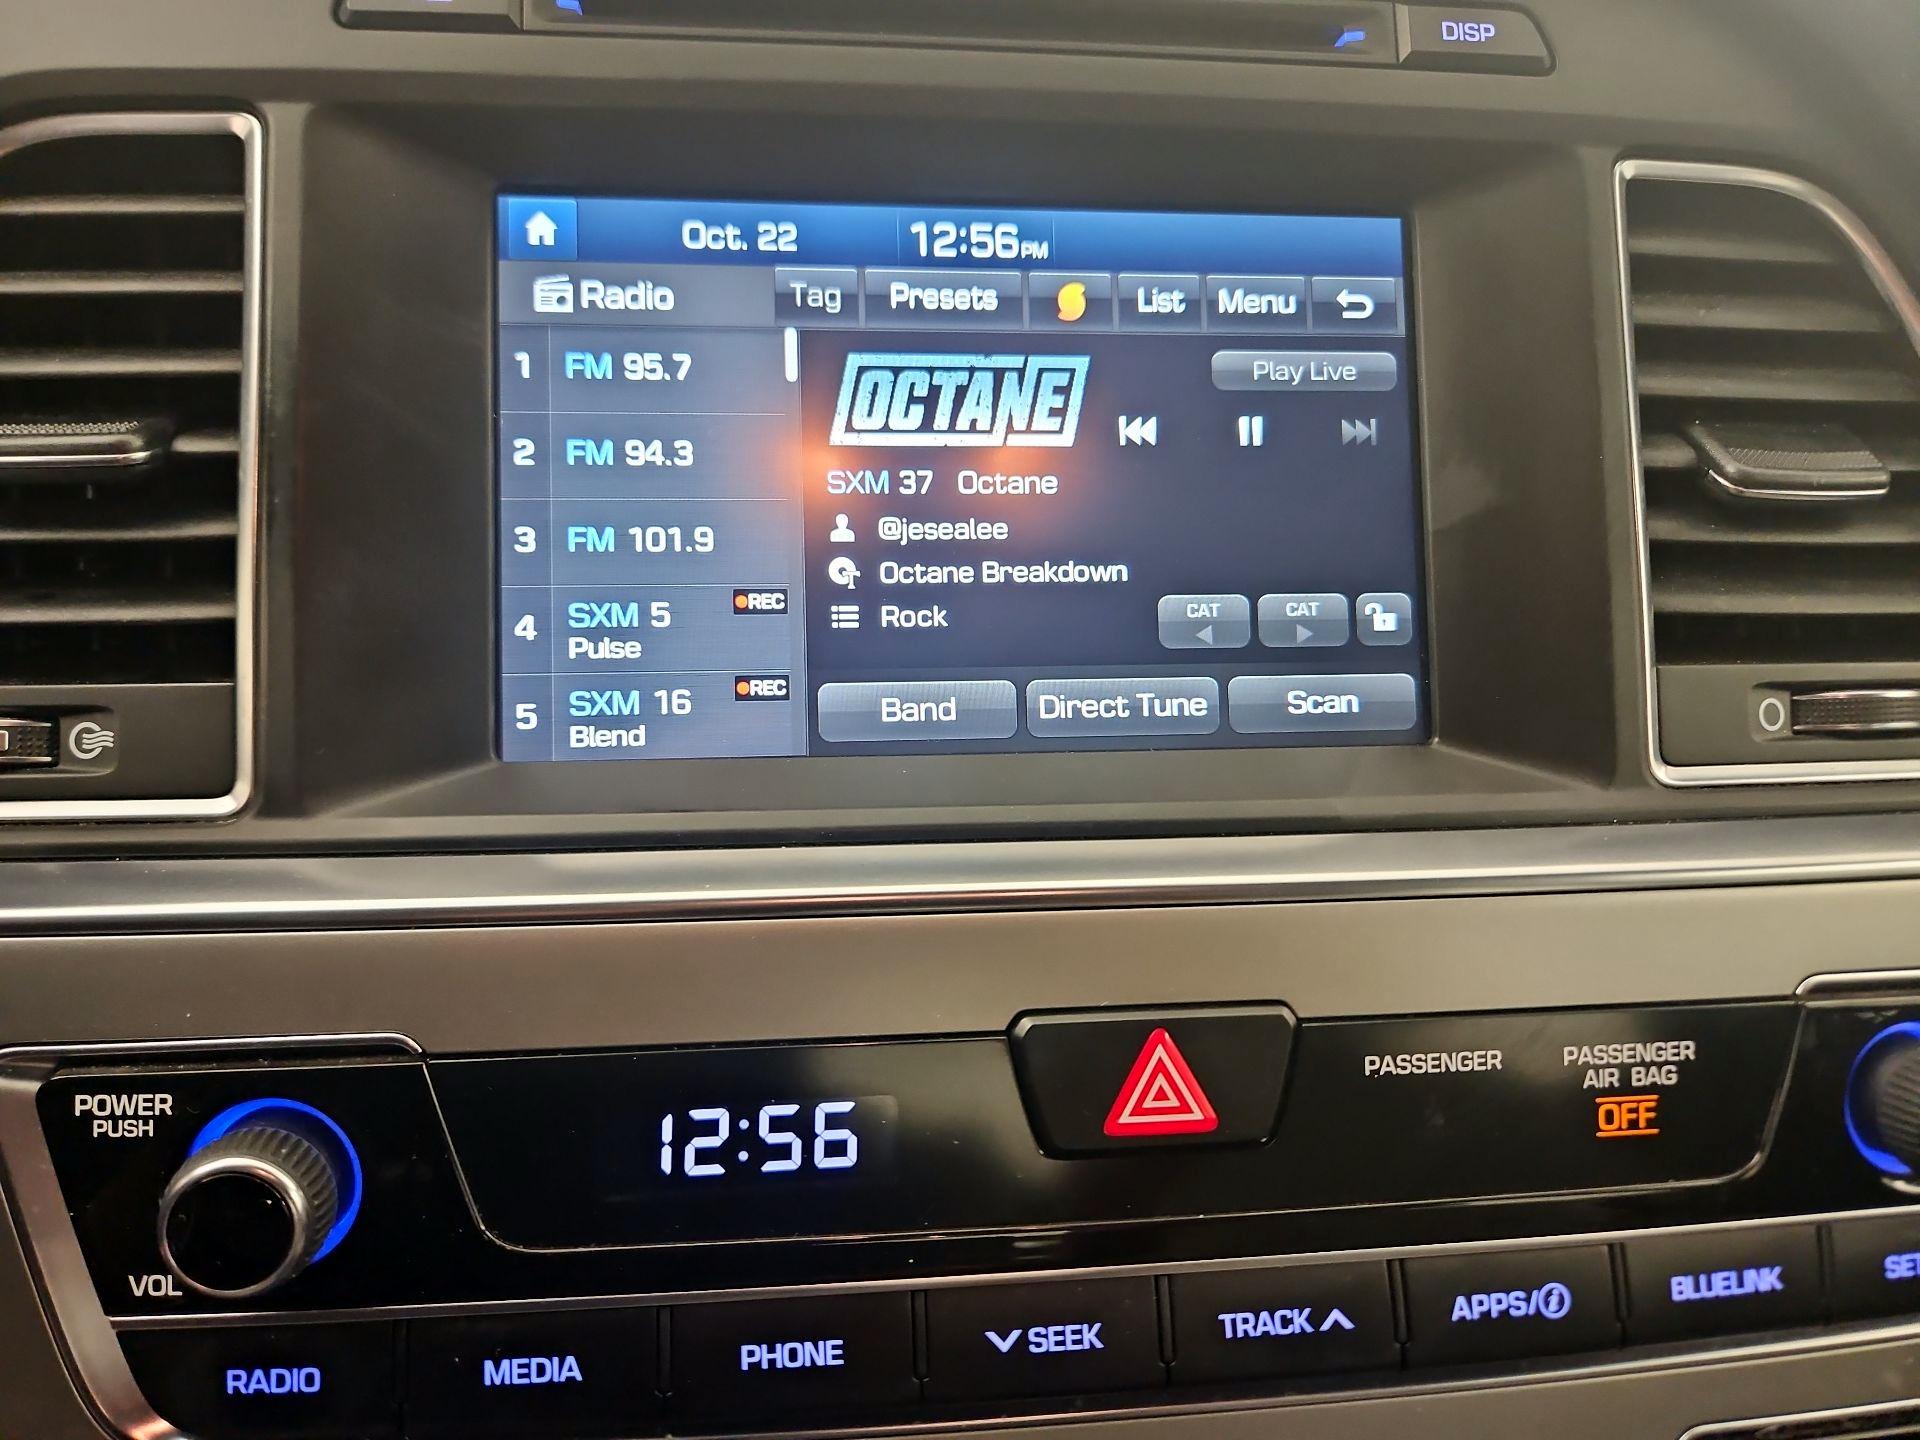 DISP
Oct. 22 12:56PM
Radio Tag Presets List Menu
1 FM 95.7
2 FM 94.3
3 FM 101.9
4 SXM 5 REC
Pulse
5 SXM 16 REC
Blend
OCTANE
Play Live
SXM 37 Octane
@jesealee
Octane Breakdown
Rock
CAT CAT
Band Direct Tune Scan
POWER
PUSH
VOL
12:56
PASSENGER
PASSENGER
AIR BAG
OFF
RADIO MEDIA PHONE SEEK TRACK APPS/i BLUELINK